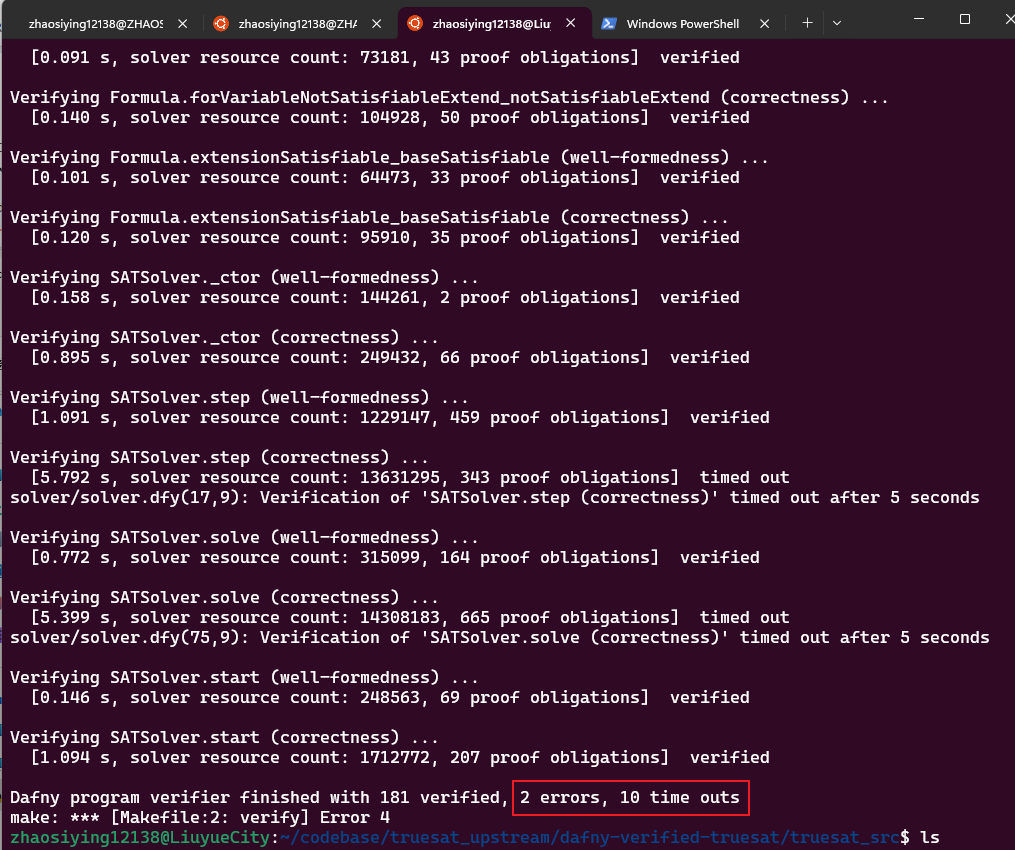 zhaosiying12138@ZHAOS
zhaosiying12138@ZHA
zhaosiying12138@Liu
Windows PowerShell
[0.091 s, solver resource count: 73181, 43 proof obligations]  verified
Verifying Formula.forVariableNotSatisfiableExtend_notSatisfiableExtend (correctness) ...
[0.140 s, solver resource count: 104928, 50 proof obligations]  verified
Verifying Formula.extensionSatisfiable_baseSatisfiable (well-formedness) ...
[0.101 s, solver resource count: 64473, 33 proof obligations]  verified
Verifying Formula.extensionSatisfiable_baseSatisfiable (correctness) ...
[0.120 s, solver resource count: 95910, 35 proof obligations]  verified
Verifying SATSolver._ctor (well-formedness) ...
[0.158 s, solver resource count: 144261, 2 proof obligations]  verified
Verifying SATSolver._ctor (correctness) ...
[0.895 s, solver resource count: 249432, 66 proof obligations]  verified
Verifying SATSolver.step (well-formedness) ...
[1.091 s, solver resource count: 1229147, 459 proof obligations]  verified
Verifying SATSolver.step (correctness) ...
[5.792 s, solver resource count: 13631295, 343 proof obligations]  timed out
solver/solver.dfy(17,9): Verification of 'SATSolver.step (correctness)' timed out after 5 seconds
Verifying SATSolver.solve (well-formedness) ...
[0.772 s, solver resource count: 315099, 164 proof obligations]  verified
Verifying SATSolver.solve (correctness) ...
[5.399 s, solver resource count: 14308183, 665 proof obligations]  timed out
solver/solver.dfy(75,9): Verification of 'SATSolver.solve (correctness)' timed out after 5 seconds
Verifying SATSolver.start (well-formedness) ...
[0.146 s, solver resource count: 248563, 69 proof obligations]  verified
Verifying SATSolver.start (correctness) ...
[1.094 s, solver resource count: 1712772, 207 proof obligations]  verified
Dafny program verifier finished with 181 verified, 2 errors, 10 time outs
make: *** [Makefile:2: verify] Error 4
zhaosiying12138@LiuyueCity:~/codebase/truesat_upstream/dafny-verified-truesat/truesat_src$ ls